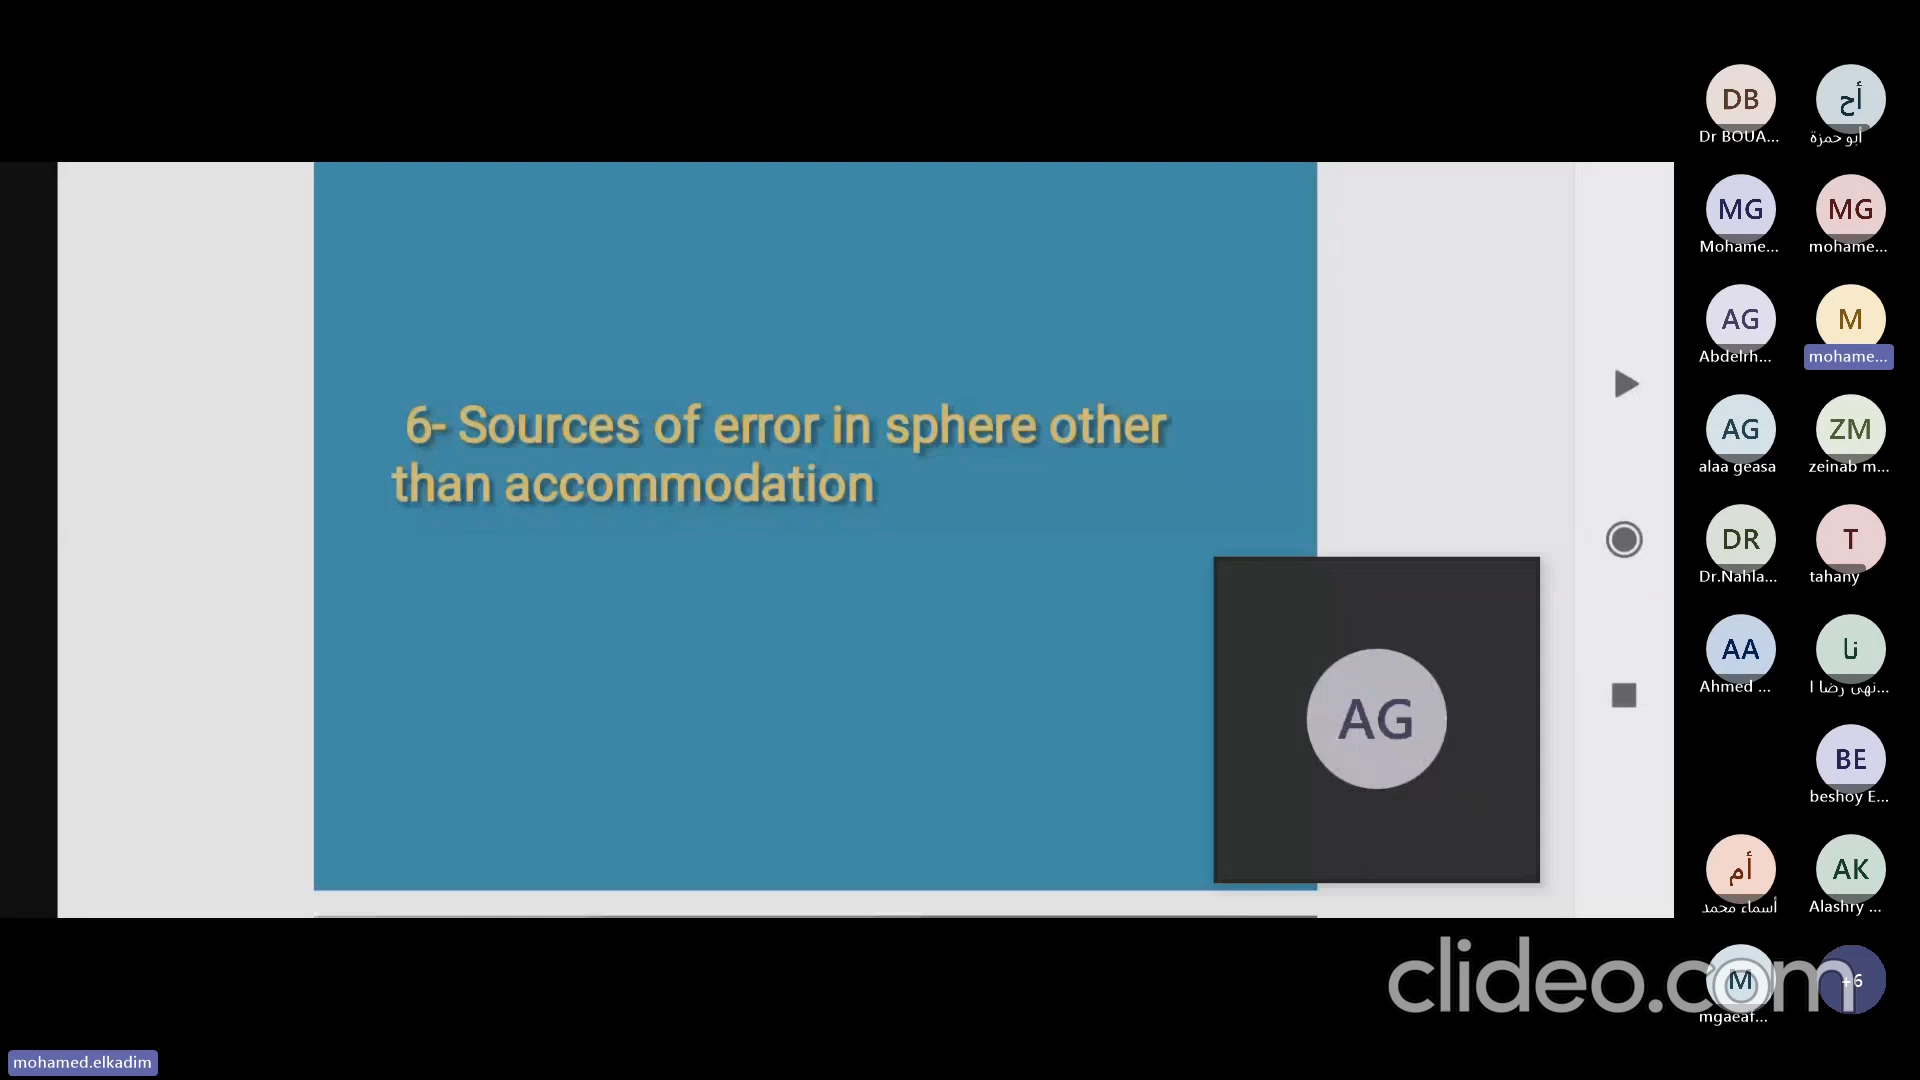 6- Sources of error in sphere other
than accommodation
AG
DB
Dr BOUA...
أح
أبو حمزة
MG
Mohame...
MG
mohame...
AG
Abdelrh...
M
mohame...
AG
alaa geasa
ZM
zeinab m...
DR
Dr.Nahla...
T
tahany
AA
Ahmed ...
نا
نهى رضا ا...
BE
beshoy E...
أم
أسماء محمد
AK
Alashry ...
M
mgaeaf...
+6
clideo.com
mohamed.elkadim